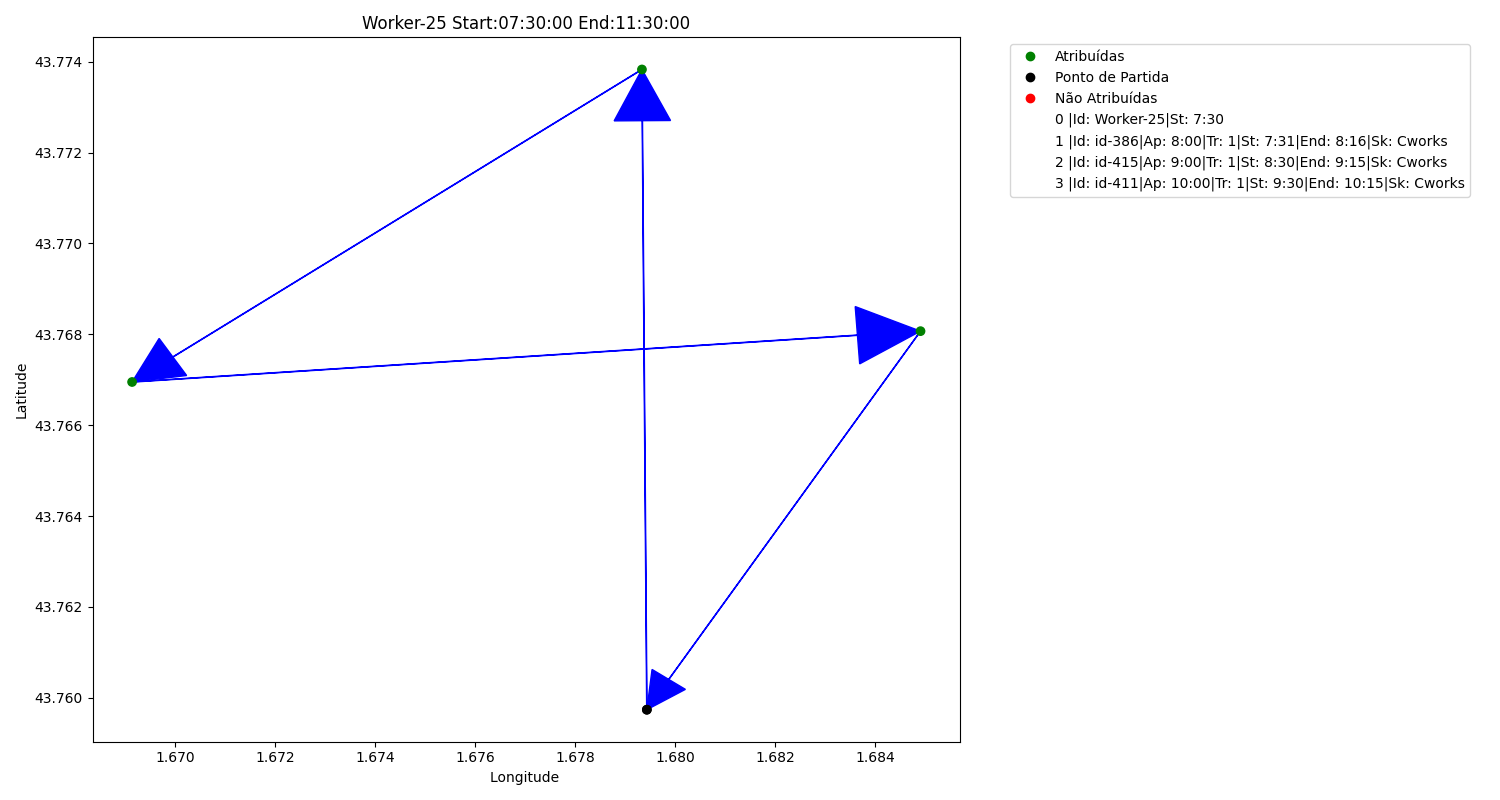 Worker-25 Start:07:30:00 End:11:30:00
43.774
43.772
43.770
43.768
43.766
43.764
43.762
43.760
Latitude
1.670 1.672 1.674 1.676 1.678 1.680 1.682 1.684
Longitude
Atribuídas
Ponto de Partida
Não Atribuídas
0 |Id: Worker-25|St: 7:30
1 |Id: id-386|Ap: 8:00|Tr: 1|St: 7:31|End: 8:16|Sk: Cworks
2 |Id: id-415|Ap: 9:00|Tr: 1|St: 8:30|End: 9:15|Sk: Cworks
3 |Id: id-411|Ap: 10:00|Tr: 1|St: 9:30|End: 10:15|Sk: Cworks